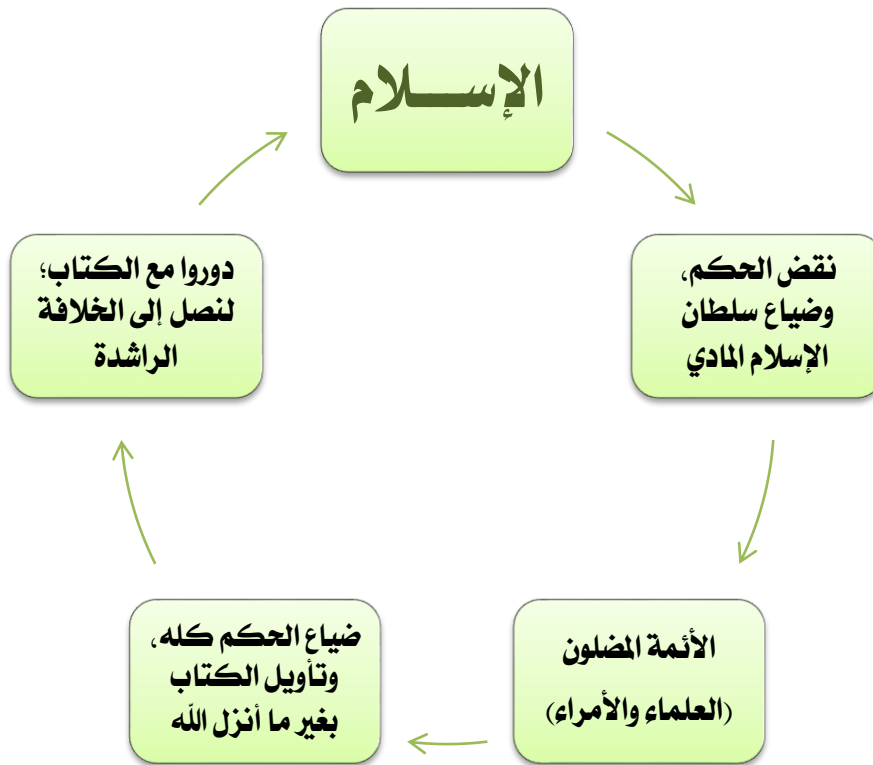 الإســـلام
نقض الحكم،
وضياع سلطان
الإسلام المادي
الأئمة المضلون
(العلماء والأمراء)
ضياع الحكم كله،
وتأويل الكتاب
بغير ما أنزل الله
دوروا مع الكتاب؛
لنصل إلى الخلافة
الراشدة